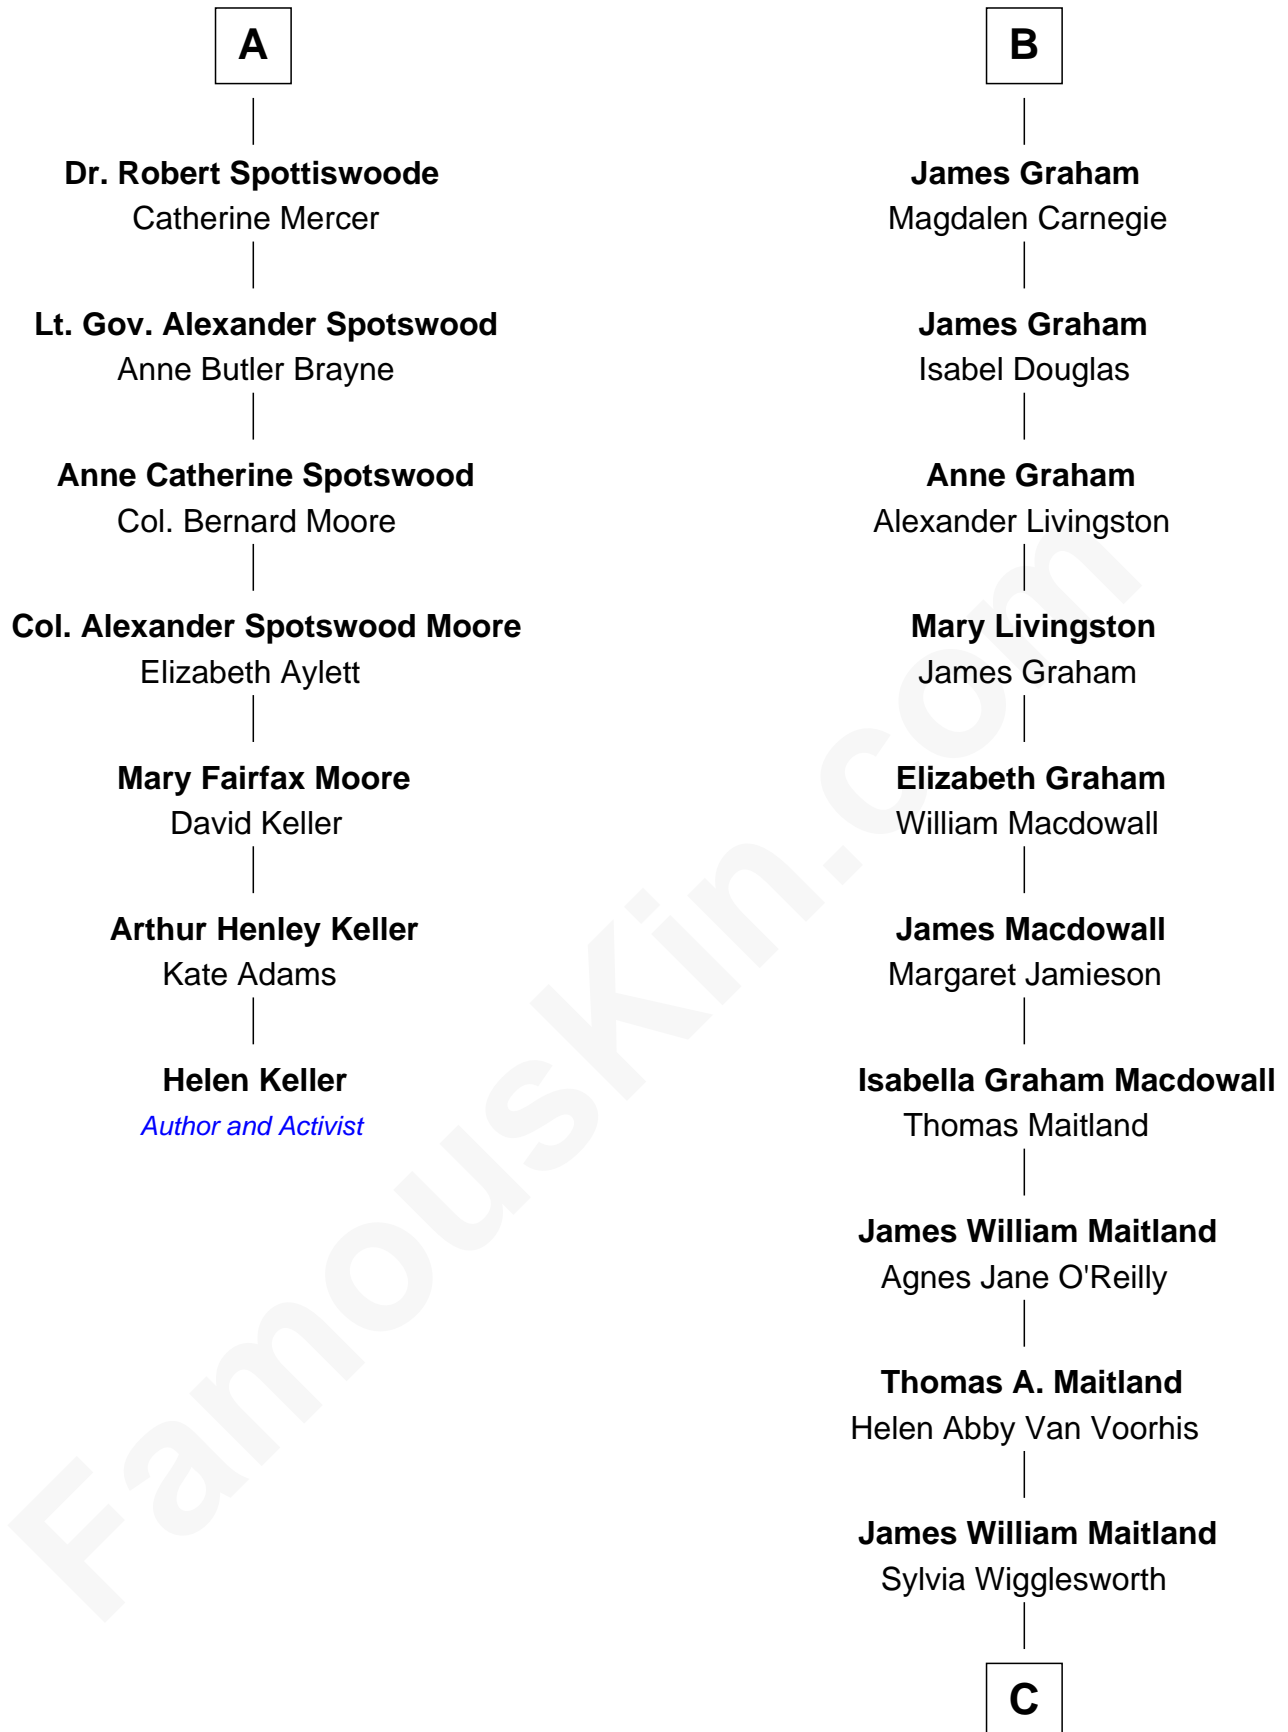 A
Dr. Robert Spottiswoode
Catherine Mercer
Lt. Gov. Alexander Spotswood
Anne Butler Brayne
Anne Catherine Spotswood
Col. Bernard Moore
Col. Alexander Spotswood Moore
Elizabeth Aylett
Mary Fairfax Moore
David Keller
Arthur Henley Keller
Kate Adams
Helen Keller
Author and Activist
B
James Graham
Magdalen Carnegie
James Graham
Isabel Douglas
Anne Graham
Alexander Livingston
Mary Livingston
James Graham
Elizabeth Graham
William Macdowall
James Macdowall
Margaret Jamieson
Isabella Graham Macdowall
Thomas Maitland
James William Maitland
Agnes Jane O'Reilly
Thomas A. Maitland
Helen Abby Van Voorhis
James William Maitland
Sylvia Wigglesworth
C
FamousKin.com